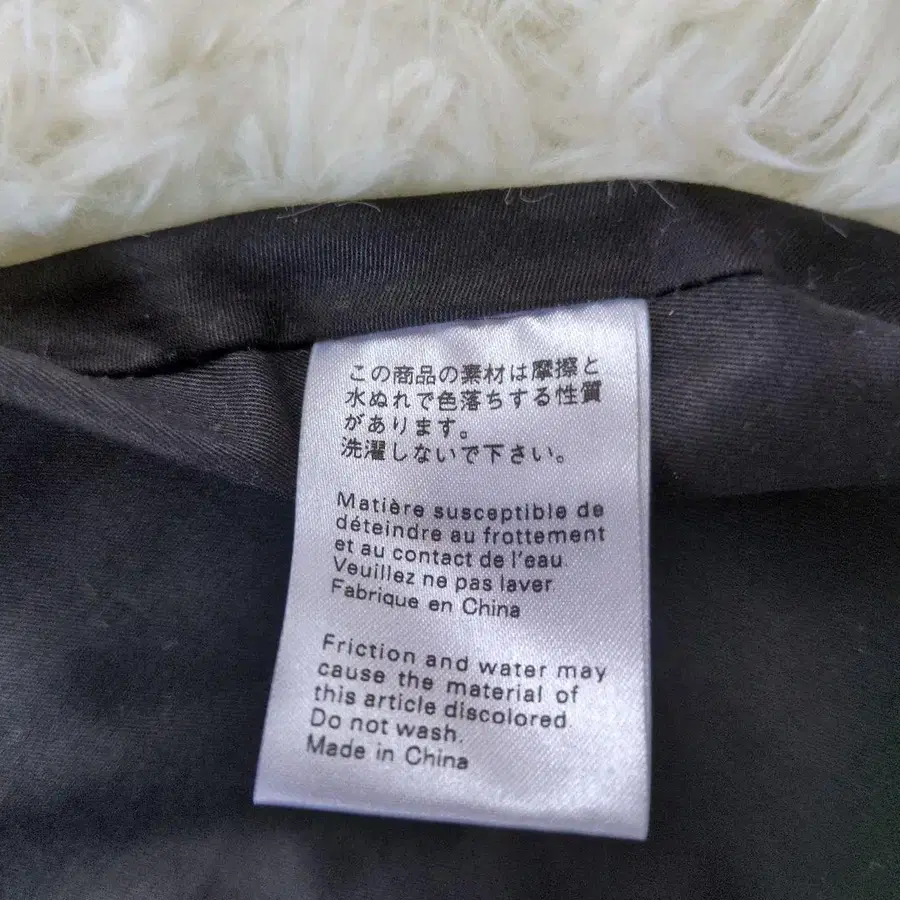 この商品の素材は摩擦と
水ぬれで色落ちする性質
があります。
洗濯しないで下さい。
Matière susceptible de
déteindre au frottement
et au contact de l'eau
Veuillez ne pas laver
Fabrique en China
Friction and water may
cause the material of
this article discolored
Do not wash.
Made in China